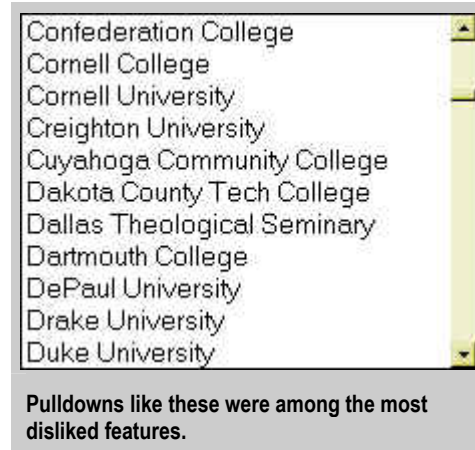 Confederation College
Cornell College
Cornell University
Creighton University
Cuyahoga Community College
Dakota County Tech College
Dallas Theological Seminary
Dartmouth College
DePaul University
Drake University
Duke University
Pulldowns like these were among the most
disliked features.